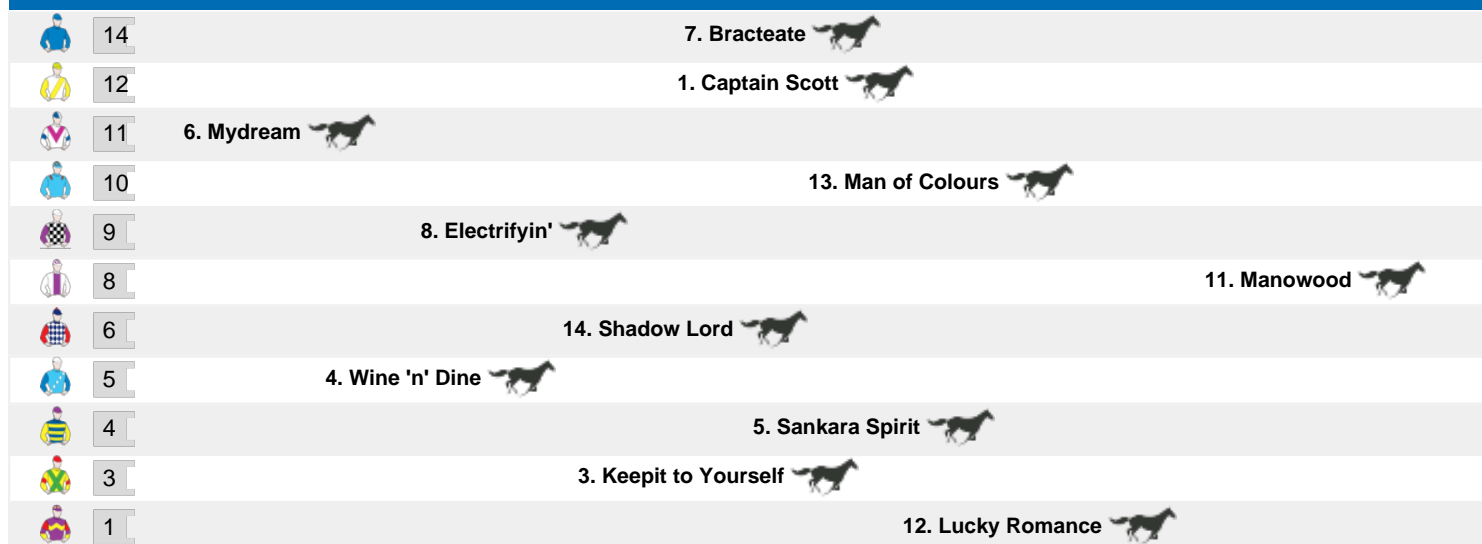 14 7. Bracteate
12 1. Captain Scott
11 6. Mydream
10 13. Man of Colours
9 8. Electrifyin'
8 11. Manowood
6 14. Shadow Lord
5 4. Wine 'n' Dine
4 5. Sankara Spirit
3 3. Keepit to Yourself
1 12. Lucky Romance